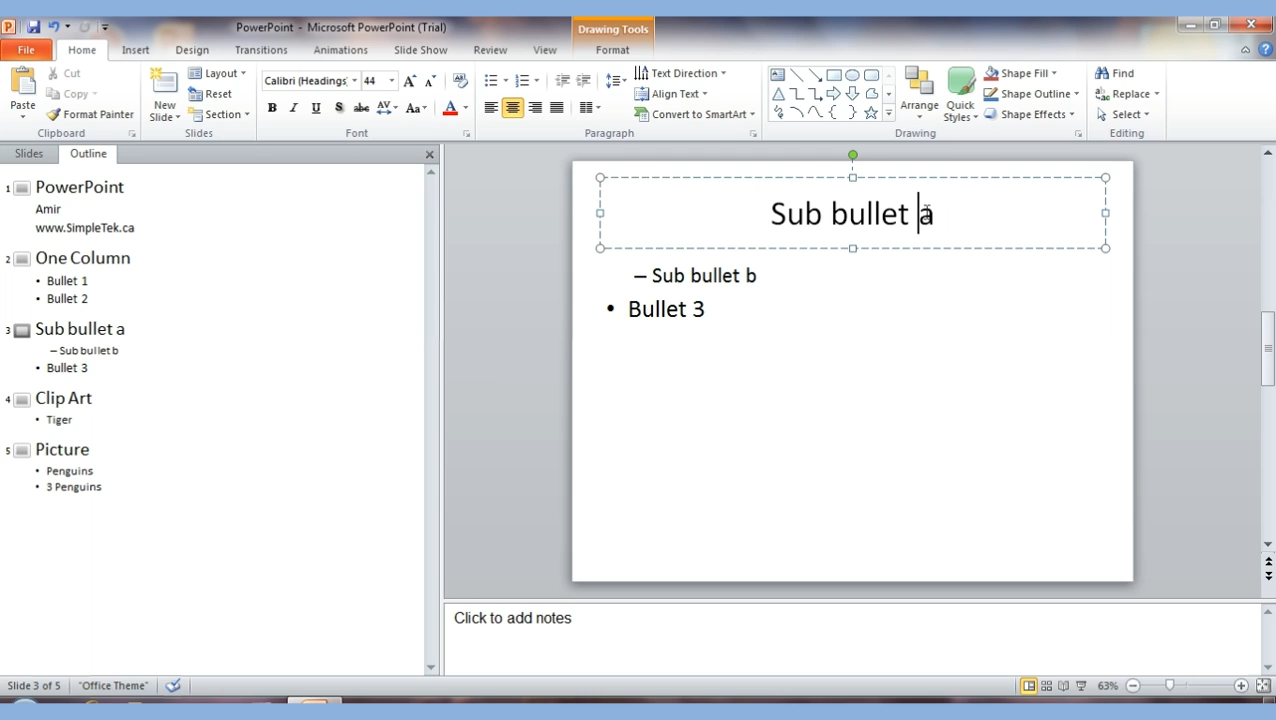 PowerPoint - Microsoft PowerPoint (Trial)
Drawing Tools
File Home Insert Design Transitions Animations Slide Show Review View Format
Paste
Cut
Copy
Format Painter
Clipboard
New
Slide
Layout
Reset
Section
Slides
Calibri (Headings) 44
B I U S abc AV Aa A
Font
Text Direction
Align Text
Convert to SmartArt
Paragraph
Arrange
Quick
Styles
Shape Fill
Shape Outline
Shape Effects
Drawing
Find
Replace
Select
Editing
Slides Outline
1 PowerPoint
Amir
www.SimpleTek.ca
2 One Column
• Bullet 1
• Bullet 2
3 Sub bullet a
– Sub bullet b
• Bullet 3
4 Clip Art
• Tiger
5 Picture
• Penguins
• 3 Penguins
Sub bullet a
– Sub bullet b
• Bullet 3
Click to add notes
Slide 3 of 5 "Office Theme" 63%